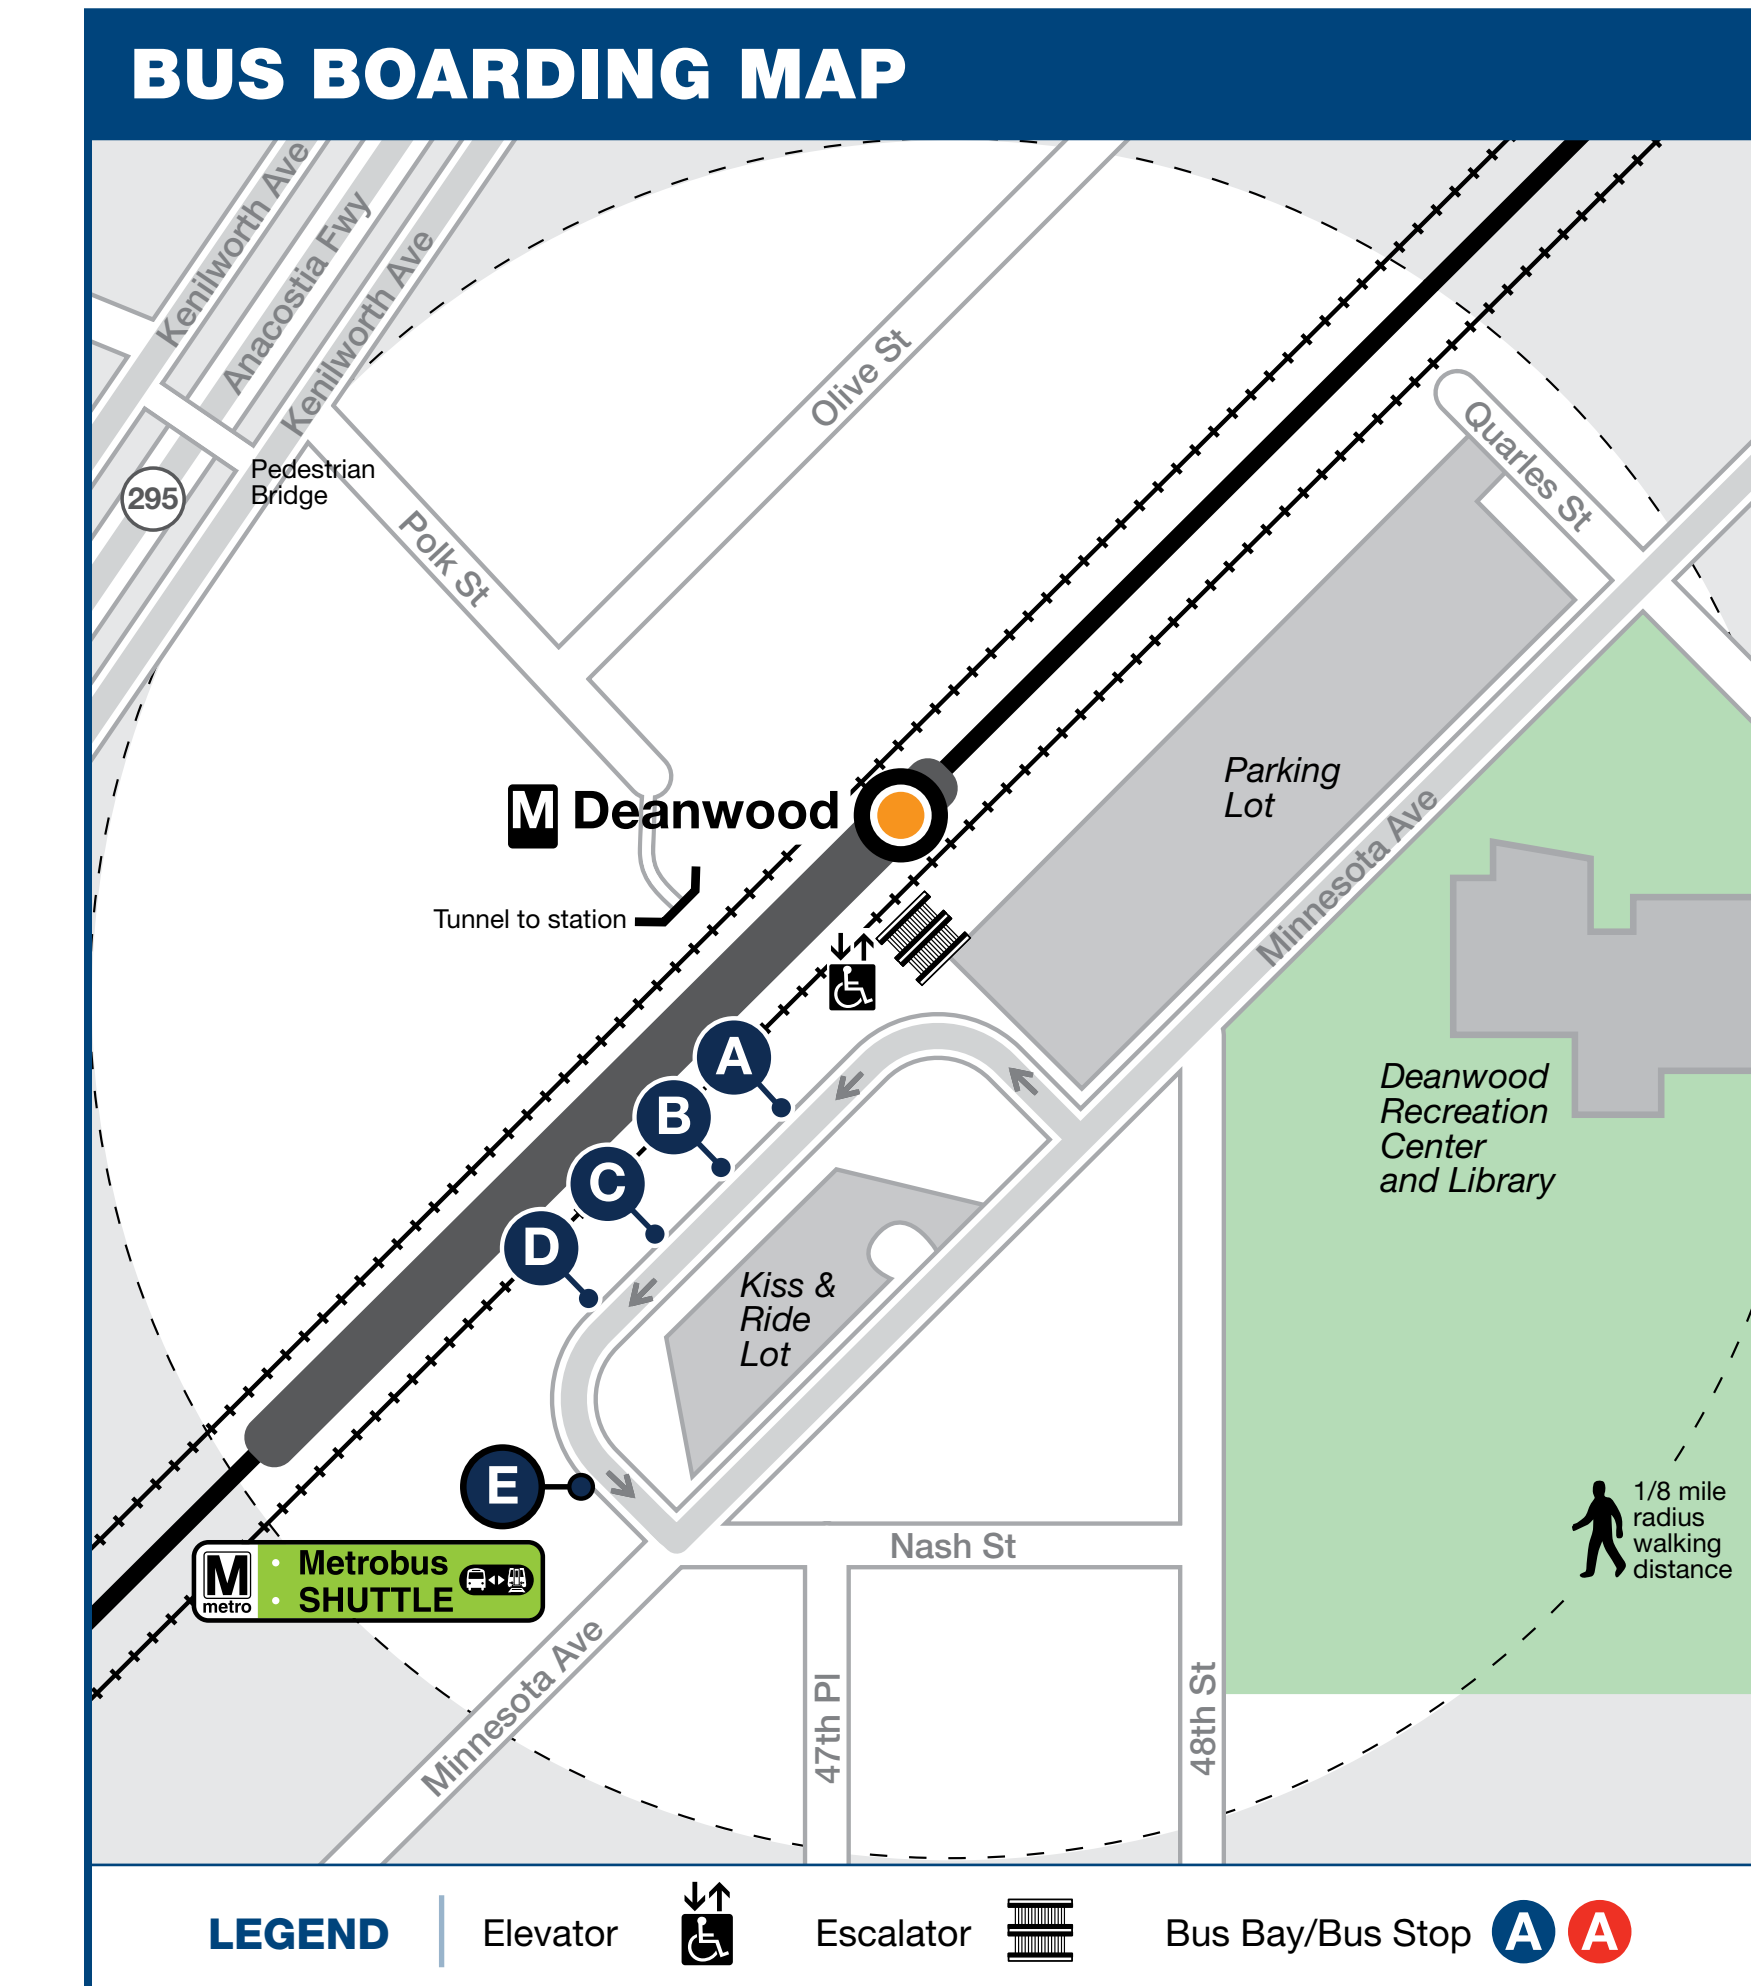 BUS BOARDING MAP
Kenilworth Ave
Anacostia Fwy
Kenilworth Ave
Olive St
Quarles St
295
Pedestrian
Bridge
Polk St
M Deanwood
Parking
Lot
Minnesota Ave
Tunnel to station
A
B
C
D
Deanwood
Recreation
Center
and Library
Kiss &
Ride
Lot
E
1/8 mile
radius
walking
distance
Nash St
M
metro
• Metrobus
• SHUTTLE
Minnesota Ave
47th Pl
48th St
LEGEND
Elevator
Escalator
Bus Bay/Bus Stop A A